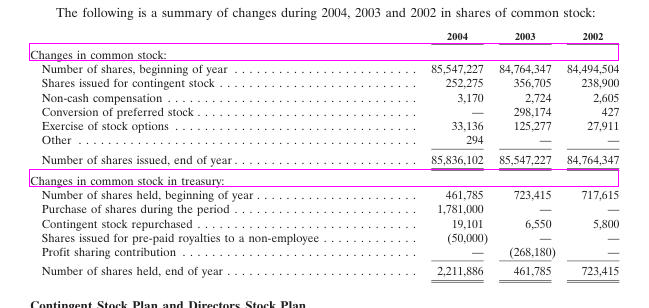 The following is a summary of changes during 2004, 2003 and 2002 in shares of common stock:
2004 2003 2002
Changes in common stock:
Number of shares, beginning of year . . . . . . . . . . . . . . . . . . . . . . . . . 85,547,227 84,764,347 84,494,504
Shares issued for contingent stock . . . . . . . . . . . . . . . . . . . . . . . . . . . 252,275 356,705 238,900
Non-cash compensation . . . . . . . . . . . . . . . . . . . . . . . . . . . . . . . . . . 3,170 2,724 2,605
Conversion of preferred stock . . . . . . . . . . . . . . . . . . . . . . . . . . . . . . — 298,174 427
Exercise of stock options . . . . . . . . . . . . . . . . . . . . . . . . . . . . . . . . . 33,136 125,277 27,911
Other . . . . . . . . . . . . . . . . . . . . . . . . . . . . . . . . . . . . . . . . . . . . . . 294 — —
Number of shares issued, end of year . . . . . . . . . . . . . . . . . . . . . . . . . 85,836,102 85,547,227 84,764,347
Changes in common stock in treasury:
Number of shares held, beginning of year . . . . . . . . . . . . . . . . . . . . . . 461,785 723,415 717,615
Purchase of shares during the period . . . . . . . . . . . . . . . . . . . . . . . . . 1,781,000 — —
Contingent stock repurchased . . . . . . . . . . . . . . . . . . . . . . . . . . . . . . 19,101 6,550 5,800
Shares issued for pre-paid royalties to a non-employee . . . . . . . . . . . . . (50,000) — —
Profit sharing contribution . . . . . . . . . . . . . . . . . . . . . . . . . . . . . . . . — (268,180) —
Number of shares held, end of year . . . . . . . . . . . . . . . . . . . . . . . . . . 2,211,886 461,785 723,415
Contingent Stock Plan and Directors Stock Plan